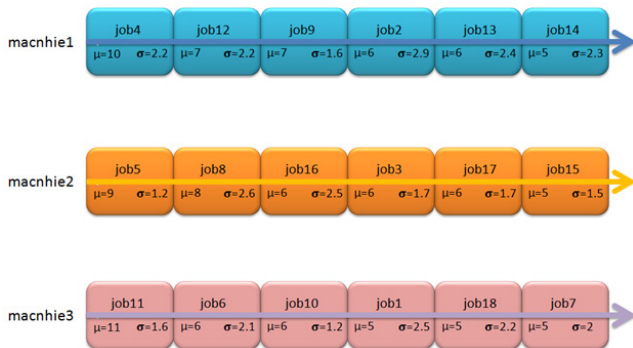 job4 job12 job9 job2 job13 job14
macnhie1
μ=10 σ=2.2 μ=7 σ=2.2 μ=7 σ=1.6 μ=6 σ=2.9 μ=6 σ=2.4 μ=5 σ=2.3
job5 job8 job16 job3 job17 job15
macnhie2
μ=9 σ=1.2 μ=8 σ=2.6 μ=6 σ=2.5 μ=6 σ=1.7 μ=6 σ=1.7 μ=5 σ=1.5
job11 job6 job10 job1 job18 job7
macnhie3
μ=11 σ=1.6 μ=6 σ=2.1 μ=6 σ=1.2 μ=5 σ=2.5 μ=5 σ=2.2 μ=5 σ=2